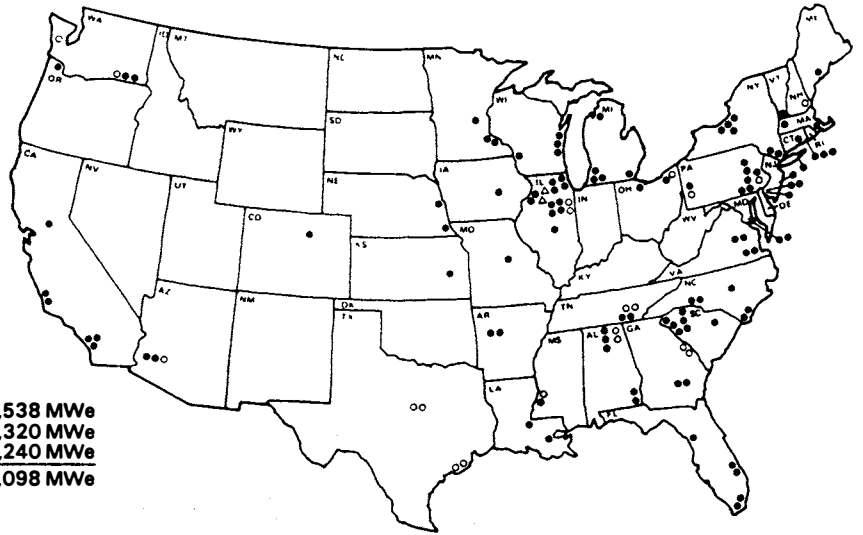 WA
MT
ND
MN
ME
OR
ID
WI
MI
NY
VT
NH
MA
CT
RI
SD
WY
CA
NV
UT
CO
NE
IA
IL
IN
OH
PA
NJ
MD
DE
WV
KS
MO
KY
VA
NC
TN
SC
AZ
NM
OK
TX
AR
MS
AL
GA
LA
FL
,538 MWe
,320 MWe
,240 MWe
,098 MWe